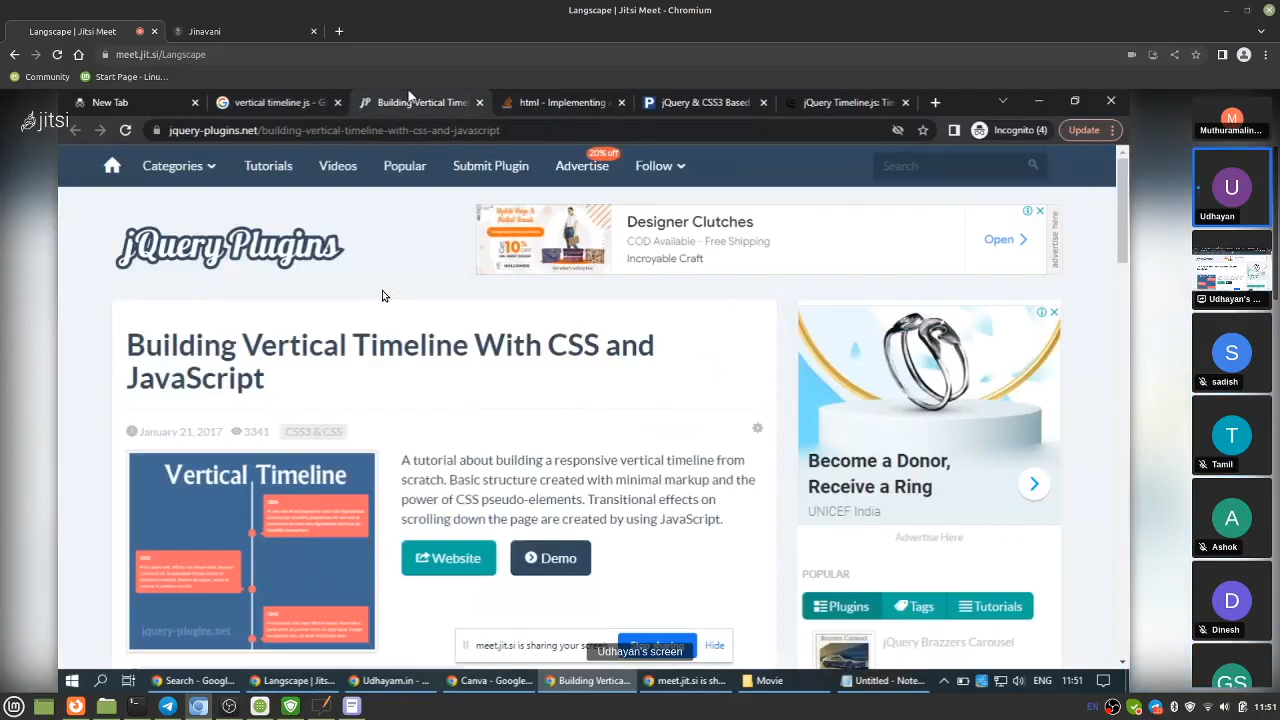 Langscape | Jitsi Meet - Chromium
Langscape | Jitsi Meet
Jinavani
meet.jit.si/Langscape
Community
Start Page - Linu...
New Tab
vertical timeline js - G
Building Vertical Time
html - Implementing
jQuery & CSS3 Based
jQuery Timeline.js: Tim
jitsi
jquery-plugins.net/building-vertical-timeline-with-css-and-javascript
Incognito (4)
Update
Categories
Tutorials
Videos
Popular
Submit Plugin
Advertise
20% off
Follow
Search
jQuery Plugins
10%
OFF
Designer Clutches
COD Available · Free Shipping
Incroyable Craft
Open
advertise here
Building Vertical Timeline With CSS and
JavaScript
January 21, 2017
3341
CSS3 & CSS
Vertical Timeline
jquery-plugins.net
A tutorial about building a responsive vertical timeline from
scratch. Basic structure created with minimal markup and the
power of CSS pseudo-elements. Transitional effects on
scrolling down the page are created by using JavaScript.
Website
Demo
Become a Donor,
Receive a Ring
UNICEF India
Advertise Here
POPULAR
Plugins
Tags
Tutorials
jQuery Brazzers Carousel
meet.jit.si is sharing your screen
Hide
Udhayan's screen
Search - Googl...
Langscape | Jits...
Udhayam.in - ...
Canva - Googl...
Building Vertica...
meet.jit.si is sh...
Movie
Untitled - Note...
ENG
11:51
Muthuramalin...
U
Udhayan
Udhayan's ...
S
sadish
T
Tamil
A
Ashok
D
Dinesh
GS
EN
11:51